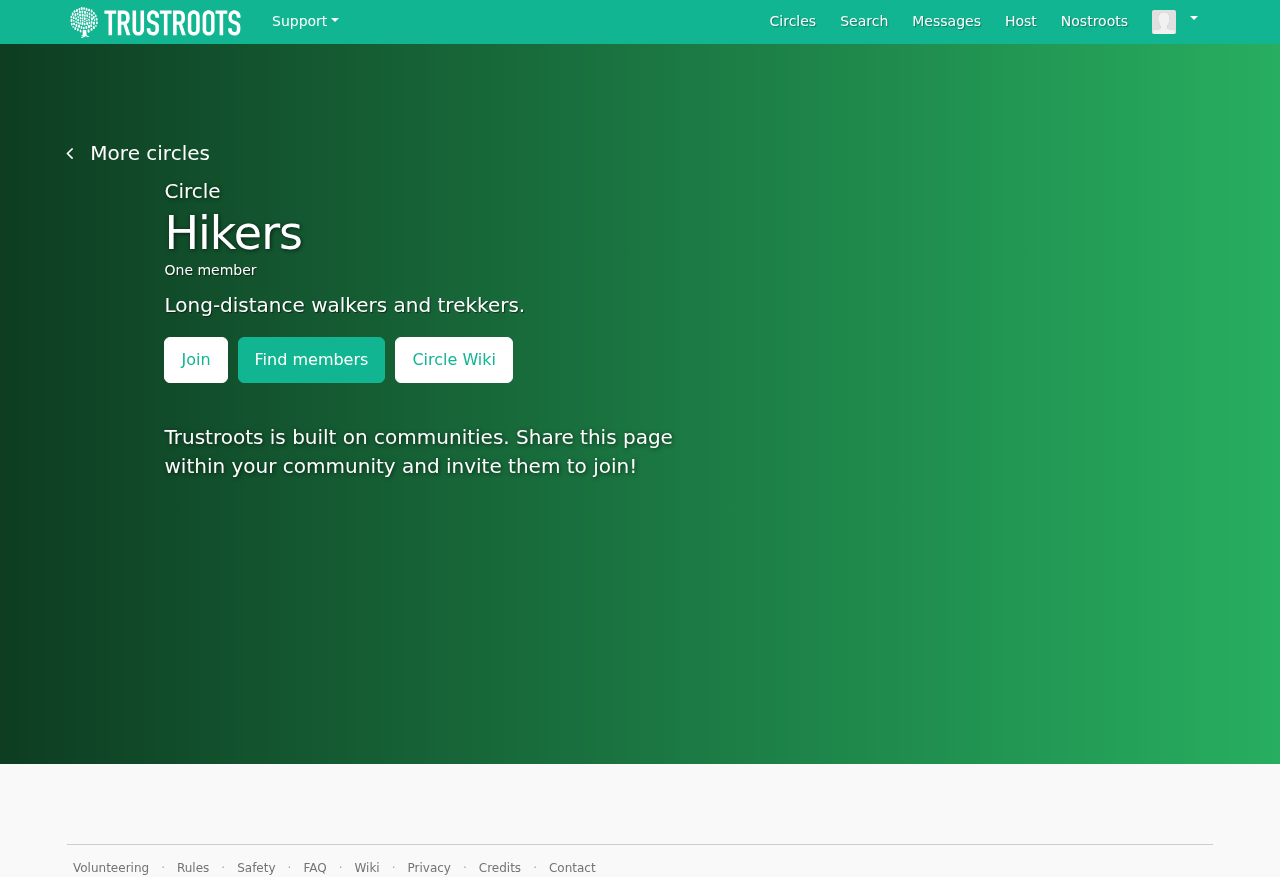 TRUSTROOTS Support Circles Search Messages Host Nostroots
More circles
Circle
Hikers
One member
Long-distance walkers and trekkers.
Join Find members Circle Wiki
Trustroots is built on communities. Share this page
within your community and invite them to join!
Volunteering · Rules · Safety · FAQ · Wiki · Privacy · Credits · Contact